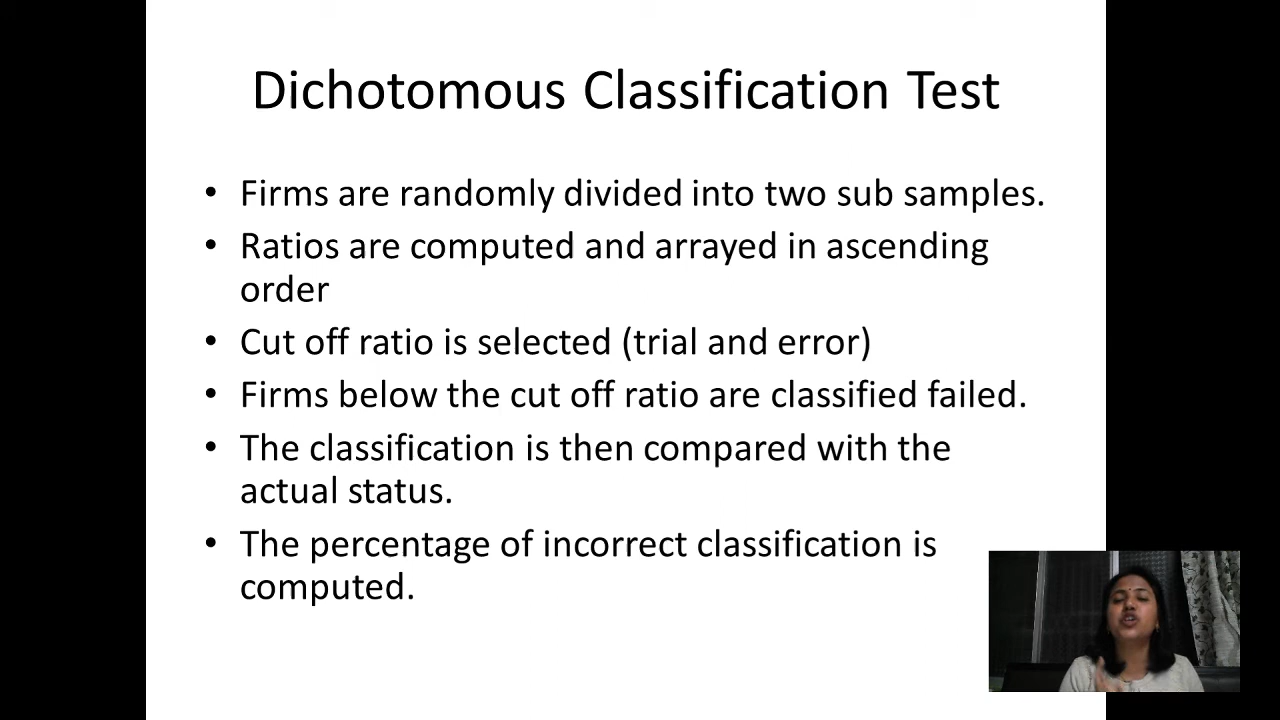 Dichotomous Classification Test
• Firms are randomly divided into two sub samples.
• Ratios are computed and arrayed in ascending
order
• Cut off ratio is selected (trial and error)
• Firms below the cut off ratio are classified failed.
• The classification is then compared with the
actual status.
• The percentage of incorrect classification is
computed.